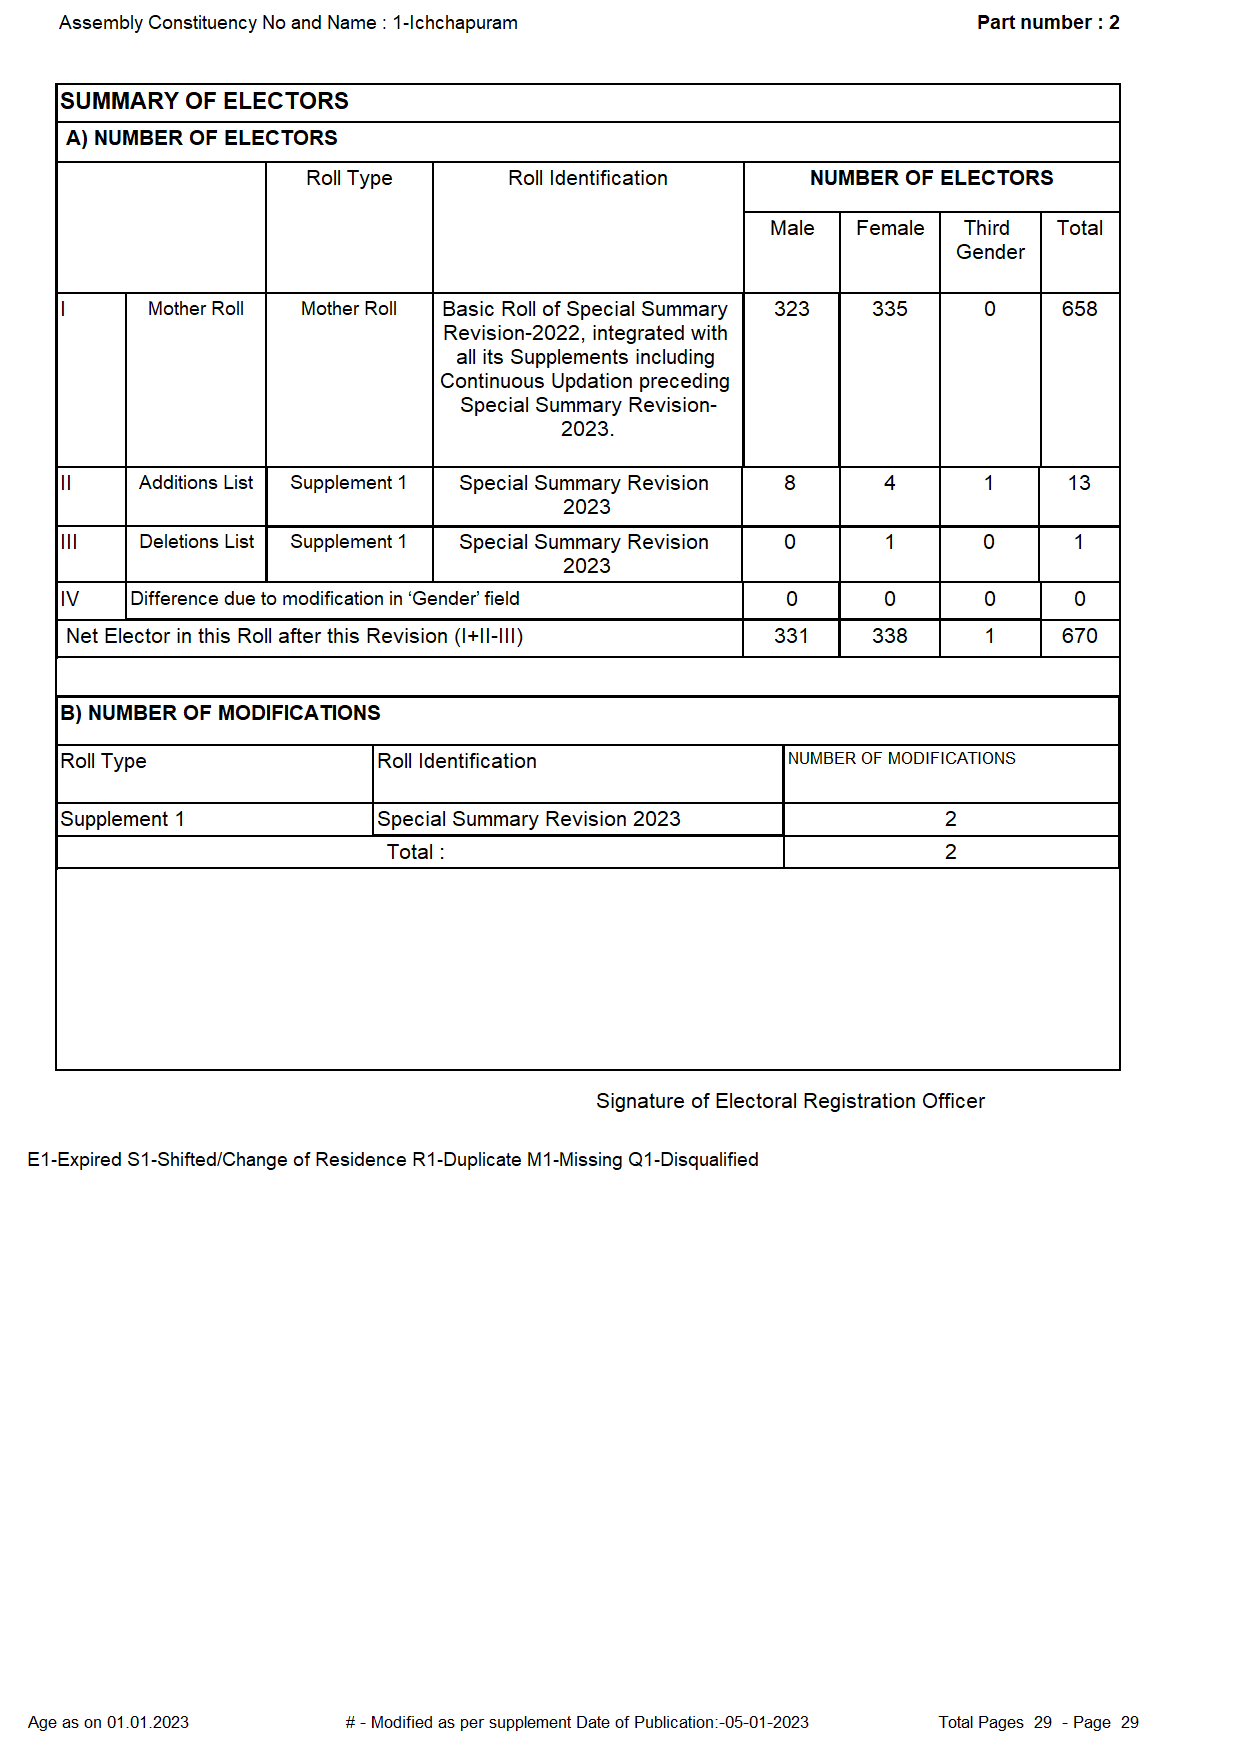 Assembly Constituency No and Name : 1-Ichchapuram
Part number : 2
SUMMARY OF ELECTORS
A) NUMBER OF ELECTORS
Roll Type Roll Identification NUMBER OF ELECTORS
Male Female Third Gender Total
I Mother Roll Mother Roll Basic Roll of Special Summary 323 335 0 658
Revision-2022, integrated with
all its Supplements including
Continuous Updation preceding
Special Summary Revision-
2023.
II Additions List Supplement 1 Special Summary Revision 8 4 1 13
2023
III Deletions List Supplement 1 Special Summary Revision 0 1 0 1
2023
IV Difference due to modification in ‘Gender’ field 0 0 0 0
Net Elector in this Roll after this Revision (I+II-III) 331 338 1 670
B) NUMBER OF MODIFICATIONS
Roll Type Roll Identification NUMBER OF MODIFICATIONS
Supplement 1 Special Summary Revision 2023 2
Total : 2
Signature of Electoral Registration Officer
E1-Expired S1-Shifted/Change of Residence R1-Duplicate M1-Missing Q1-Disqualified
Age as on 01.01.2023 # - Modified as per supplement Date of Publication:-05-01-2023 Total Pages 29 - Page 29